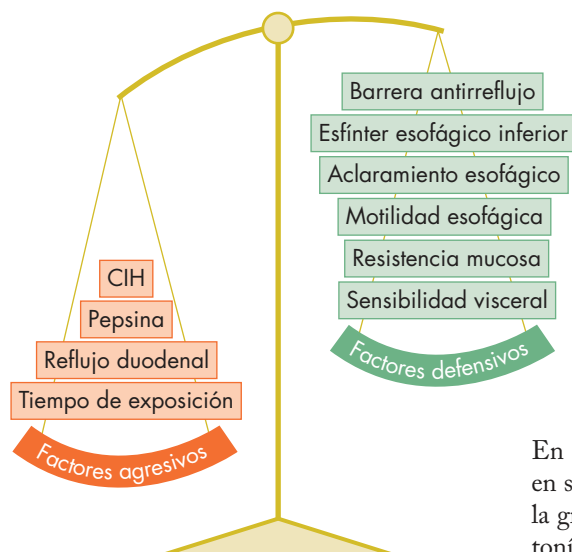 CIH
Pepsina
Reflujo duodenal
Tiempo de exposición
Factores agresivos
Barrera antirreflujo
Esfínter esofágico inferior
Aclaramiento esofágico
Motilidad esofágica
Resistencia mucosa
Sensibilidad visceral
Factores defensivos
En
en s
la g
toní